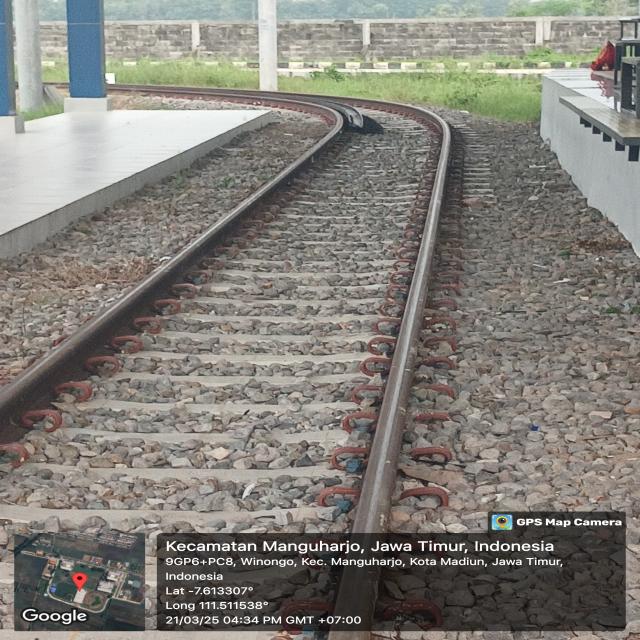 GPS Map Camera
Kecamatan Manguharjo, Jawa Timur, Indonesia
9GP6+PC8, Winongo, Kec. Manguharjo, Kota Madiun, Jawa Timur,
Indonesia
Lat -7.613307°
Long 111.511538°
21/03/25 04:34 PM GMT +07:00
Google